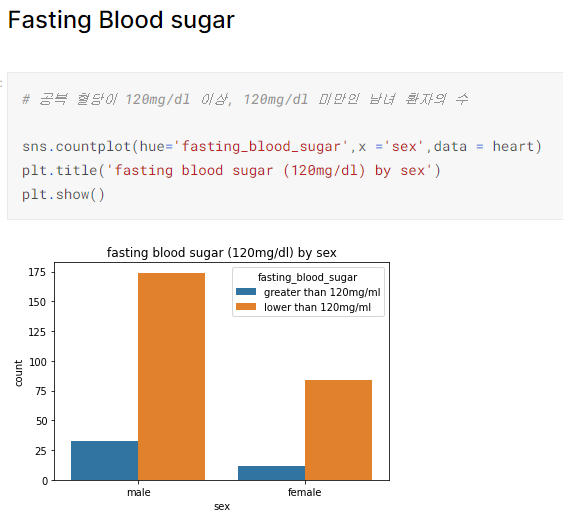 Fasting Blood sugar
:
# 공복 혈당이 120mg/dl 이상, 120mg/dl 미만인 남녀 환자의 수
sns.countplot(hue='fasting_blood_sugar',x ='sex',data = heart)
plt.title('fasting blood sugar (120mg/dl) by sex')
plt.show()
fasting blood sugar (120mg/dl) by sex
fasting_blood_sugar
greater than 120mg/ml
lower than 120mg/ml
175
150
125
100
75
50
25
0
count
male
female
sex